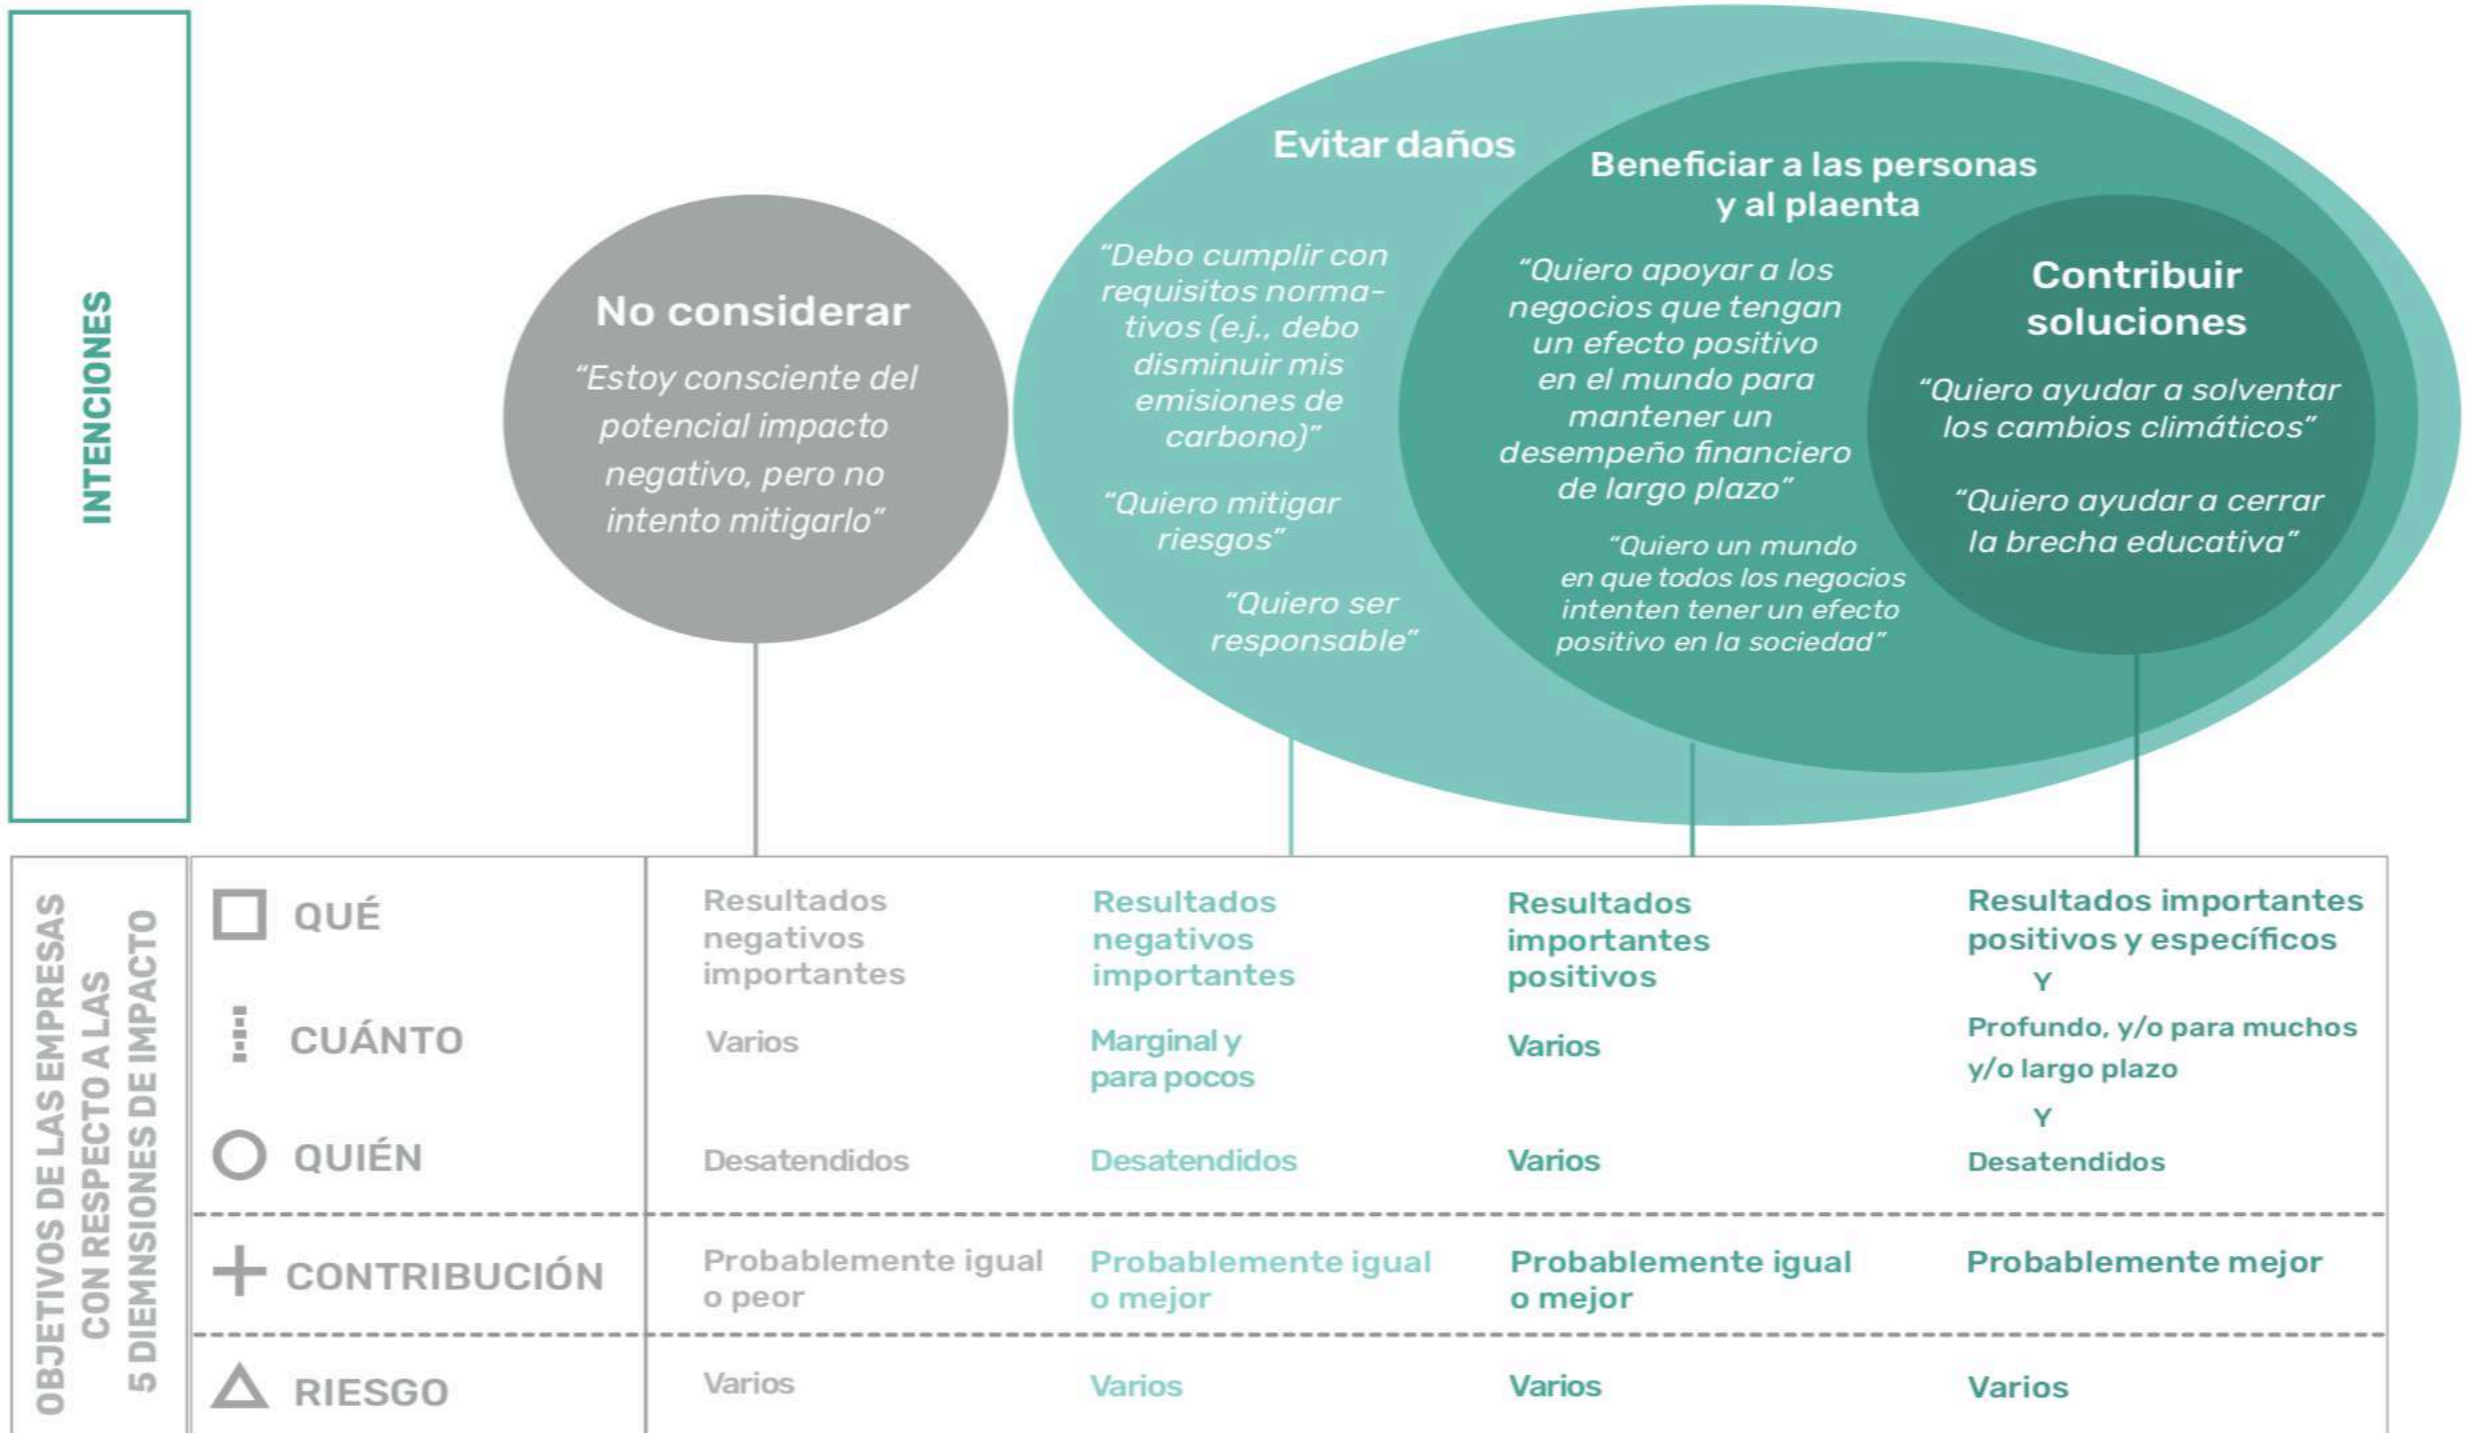 INTENCIONES
No considerar
“Estoy consciente del
potencial impacto
negativo, pero no
intento mitigarlo”
Evitar daños
“Debo cumplir con
requisitos norma-
tivos (e.j., debo
disminuir mis
emisiones de
carbono)”
“Quiero mitigar
riesgos”
“Quiero ser
responsable”
Beneficiar a las personas
y al plaenta
“Quiero apoyar a los
negocios que tengan
un efecto positivo
en el mundo para
mantener un
desempeño financiero
de largo plazo”
“Quiero un mundo
en que todos los negocios
intenten tener un efecto
positivo en la sociedad”
Contribuir
soluciones
“Quiero ayudar a solventar
los cambios climáticos”
“Quiero ayudar a cerrar
la brecha educativa”
OBJETIVOS DE LAS EMPRESAS
CON RESPECTO A LAS
5 DIEMNSIONES DE IMPACTO
QUÉ
Resultados
negativos
importantes
Resultados
negativos
importantes
Resultados
importantes
positivos
Resultados importantes
positivos y específicos
Y
CUÁNTO
Varios
Marginal y
para pocos
Varios
Profundo, y/o para muchos
y/o largo plazo
Y
QUIÉN
Desatendidos
Desatendidos
Varios
Desatendidos
CONTRIBUCIÓN
Probablemente igual
o peor
Probablemente igual
o mejor
Probablemente igual
o mejor
Probablemente mejor
RIESGO
Varios
Varios
Varios
Varios